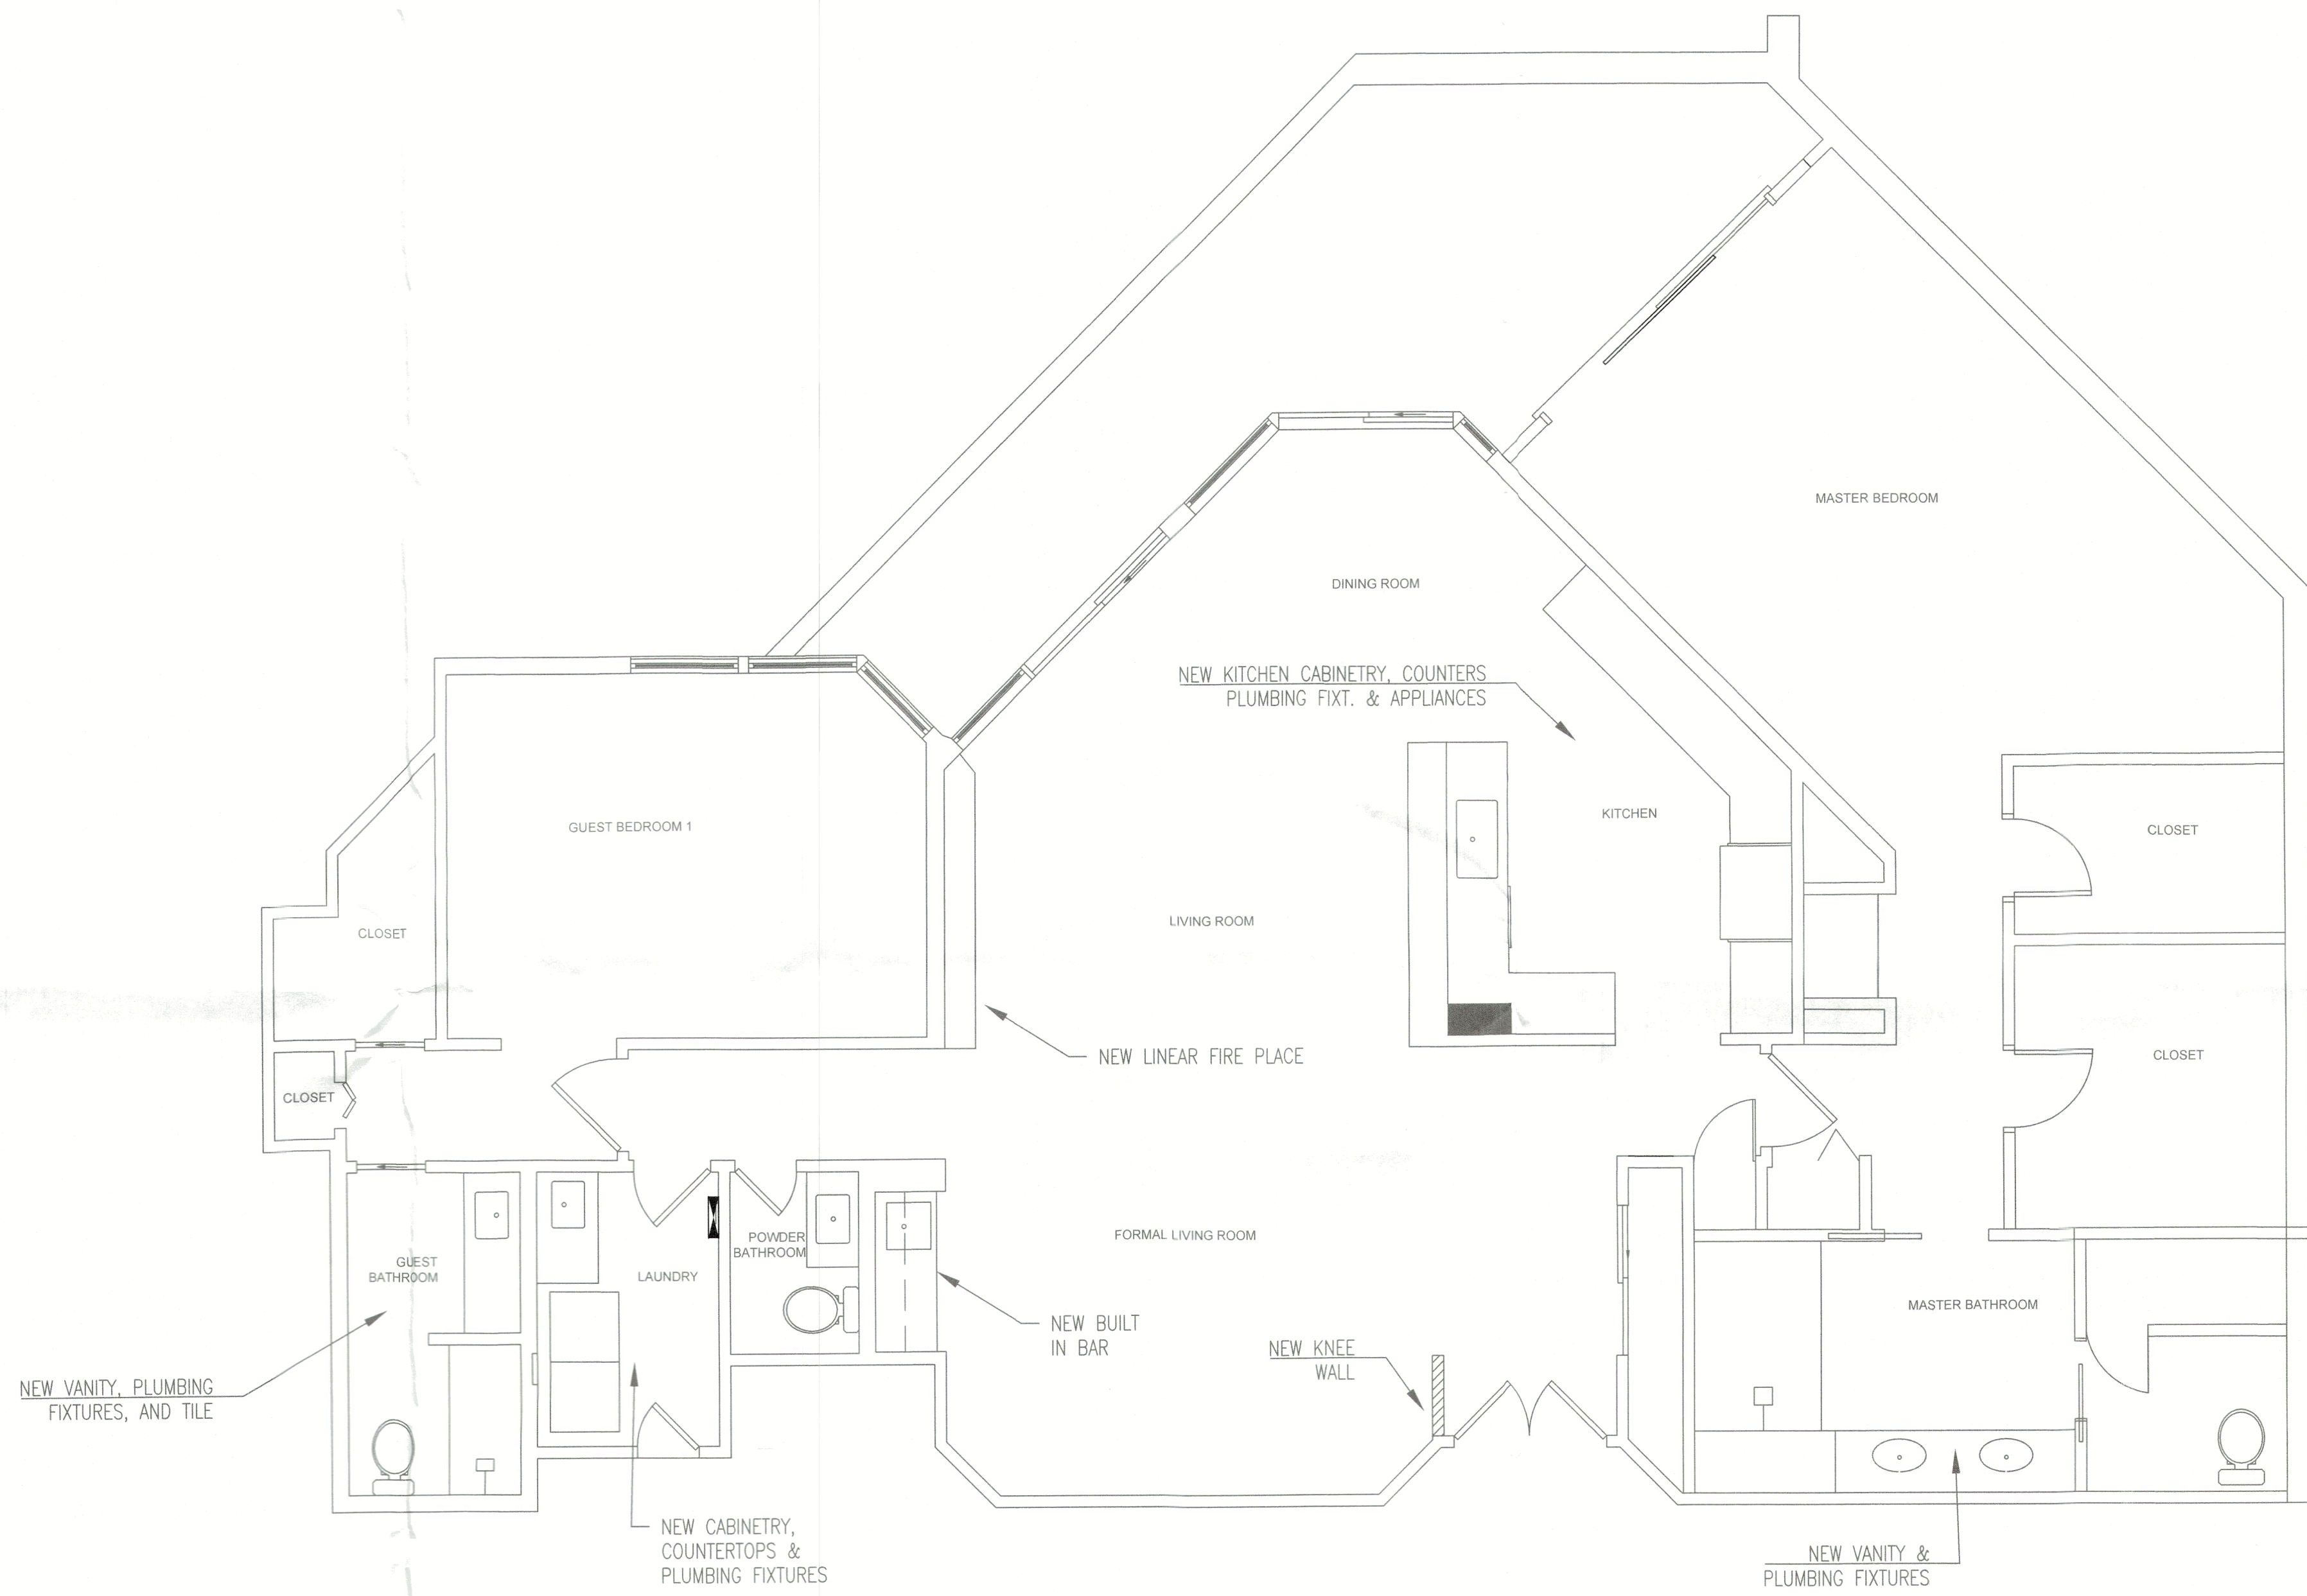 MASTER BEDROOM
DINING ROOM
NEW KITCHEN CABINETRY, COUNTERS
PLUMBING FIXT. & APPLIANCES
KITCHEN
GUEST BEDROOM 1
CLOSET
LIVING ROOM
CLOSET
NEW LINEAR FIRE PLACE
CLOSET
CLOSET
POWDER
BATHROOM
FORMAL LIVING ROOM
GUEST
BATHROOM
LAUNDRY
MASTER BATHROOM
NEW BUILT
IN BAR
NEW KNEE
WALL
NEW VANITY, PLUMBING
FIXTURES, AND TILE
NEW CABINETRY,
COUNTERTOPS &
PLUMBING FIXTURES
NEW VANITY &
PLUMBING FIXTURES